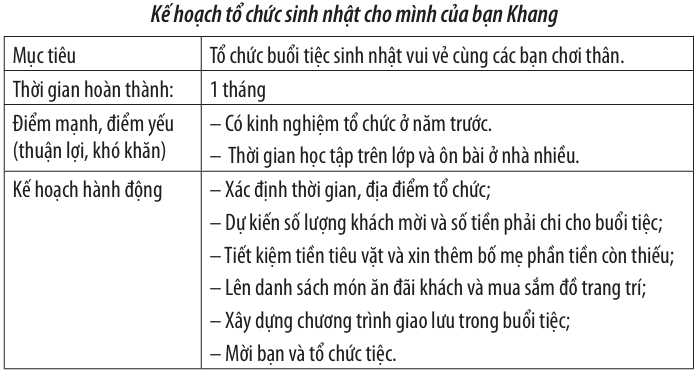 Kế hoạch tổ chức sinh nhật cho mình của bạn Khang
Mục tiêu
Tổ chức buổi tiệc sinh nhật vui vẻ cùng các bạn chơi thân.
Thời gian hoàn thành:
1 tháng
Điểm mạnh, điểm yếu
(thuận lợi, khó khăn)
– Có kinh nghiệm tổ chức ở năm trước.
– Thời gian học tập trên lớp và ôn bài ở nhà nhiều.
Kế hoạch hành động
– Xác định thời gian, địa điểm tổ chức;
– Dự kiến số lượng khách mời và số tiền phải chi cho buổi tiệc;
– Tiết kiệm tiền tiêu vặt và xin thêm bố mẹ phần tiền còn thiếu;
– Lên danh sách món ăn đãi khách và mua sắm đồ trang trí;
– Xây dựng chương trình giao lưu trong buổi tiệc;
– Mời bạn và tổ chức tiệc.